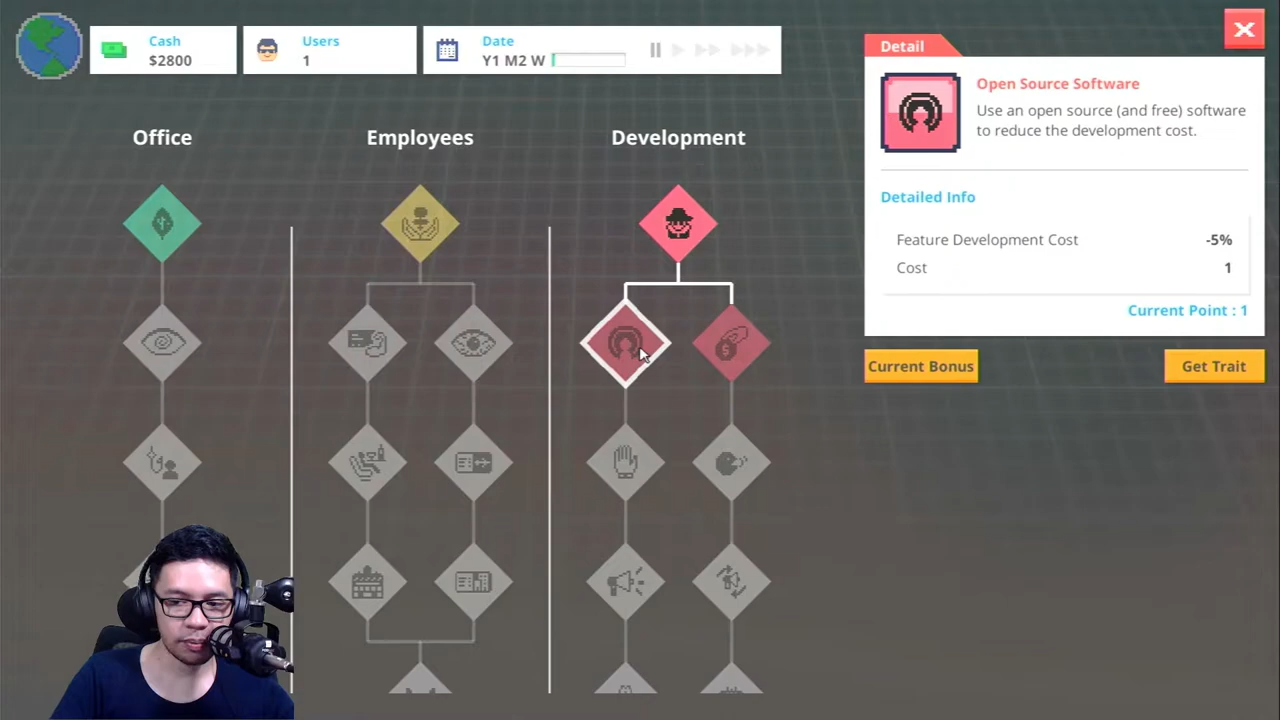 Cash
$2800
Users
1
Date
Y1 M2 W
Detail
Open Source Software
Use an open source (and free) software
to reduce the development cost.
Detailed Info
Feature Development Cost -5%
Cost 1
Current Point : 1
Current Bonus
Get Trait
Office
Employees
Development